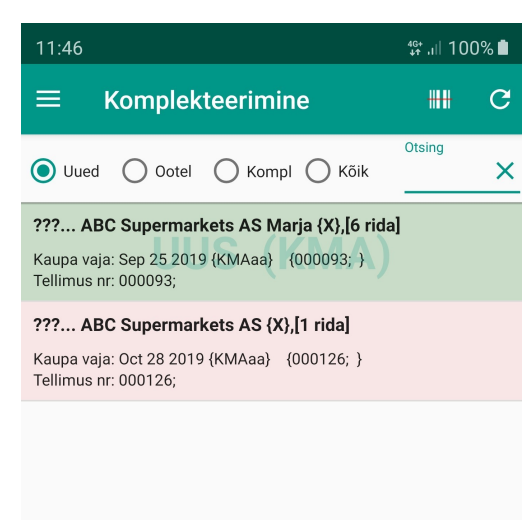 11:46 4G+ 100%
Komplekteerimine
Otsing
Uued Ootel Kompl Kõik
???... ABC Supermarkets AS Marja {X},[6 rida]
UUS (KMA)
Kaupa vaja: Sep 25 2019 {KMAaa} {000093; }
Tellimus nr: 000093;
???... ABC Supermarkets AS {X},[1 rida]
Kaupa vaja: Oct 28 2019 {KMAaa} {000126; }
Tellimus nr: 000126;